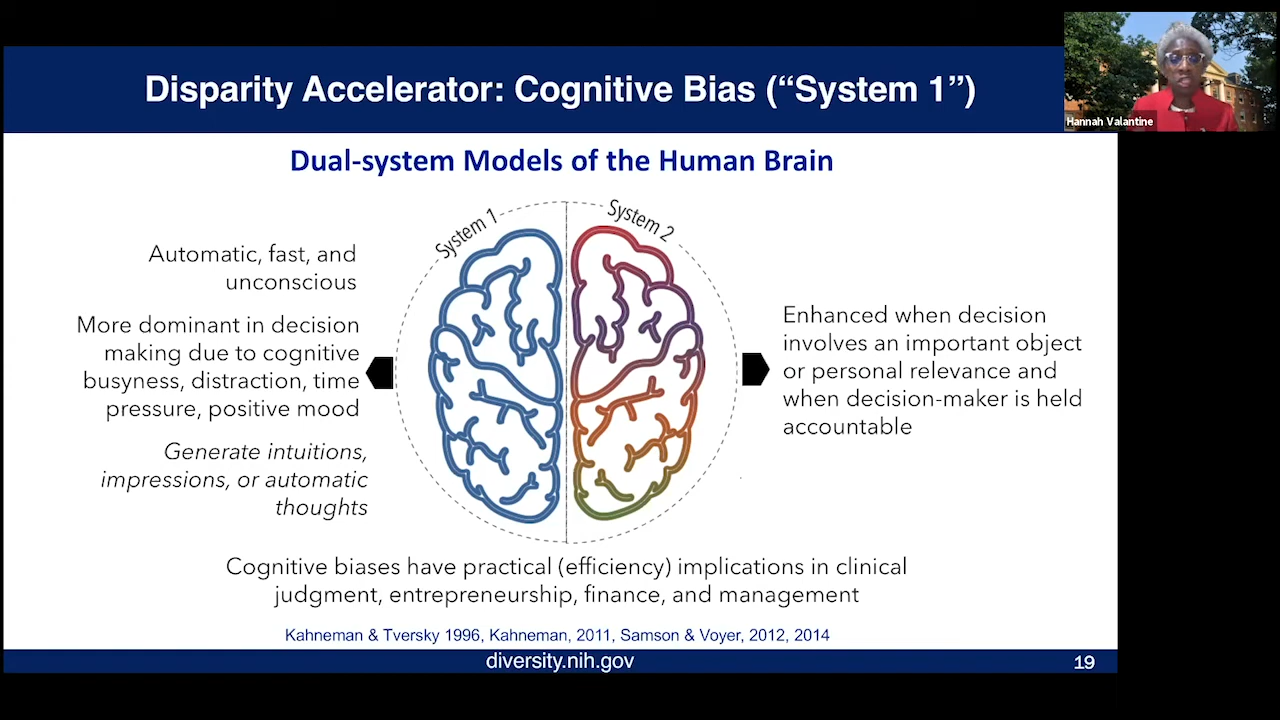 Disparity Accelerator: Cognitive Bias (“System 1”)
Hannah Valantine
Dual-system Models of the Human Brain
System 1
System 2
Automatic, fast, and
unconscious
More dominant in decision
making due to cognitive
busyness, distraction, time
pressure, positive mood
Generate intuitions,
impressions, or automatic
thoughts
Enhanced when decision
involves an important object
or personal relevance and
when decision-maker is held
accountable
Cognitive biases have practical (efficiency) implications in clinical
judgment, entrepreneurship, finance, and management
Kahneman & Tversky 1996, Kahneman, 2011, Samson & Voyer, 2012, 2014
diversity.nih.gov
19